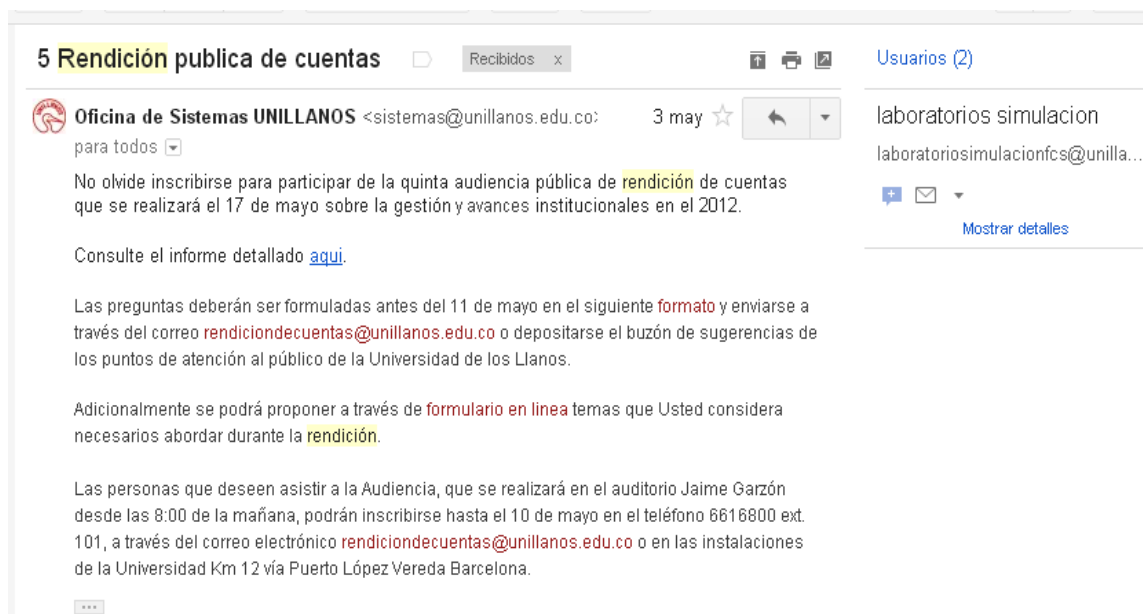 5 Rendición publica de cuentas
Recibidos x
Usuarios (2)
Oficina de Sistemas UNILLANOS <sistemas@unillanos.edu.co>
3 may
para todos
laboratorios simulacion
laboratoriosimulacionfcs@unilla...
Mostrar detalles
No olvide inscribirse para participar de la quinta audiencia pública de rendición de cuentas
que se realizará el 17 de mayo sobre la gestión y avances institucionales en el 2012.
Consulte el informe detallado aqui.
Las preguntas deberán ser formuladas antes del 11 de mayo en el siguiente formato y enviarse a
través del correo rendiciondecuentas@unillanos.edu.co o depositarse el buzón de sugerencias de
los puntos de atención al público de la Universidad de los Llanos.
Adicionalmente se podrá proponer a través de formulario en linea temas que Usted considera
necesarios abordar durante la rendición.
Las personas que deseen asistir a la Audiencia, que se realizará en el auditorio Jaime Garzón
desde las 8:00 de la mañana, podrán inscribirse hasta el 10 de mayo en el teléfono 6616800 ext.
101, a través del correo electrónico rendiciondecuentas@unillanos.edu.co o en las instalaciones
de la Universidad Km 12 vía Puerto López Vereda Barcelona.